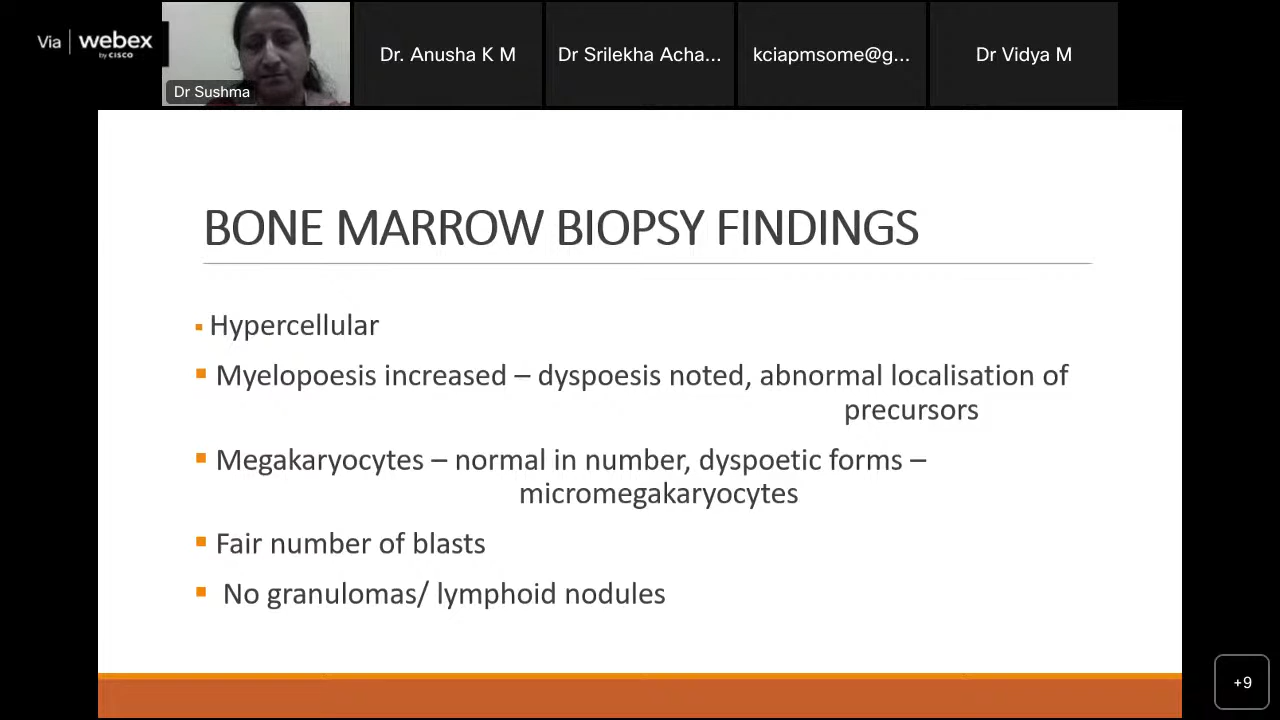 Via webex
by CISCO
Dr Sushma
Dr. Anusha K M
Dr Srilekha Acha...
kciapmsome@g...
Dr Vidya M
BONE MARROW BIOPSY FINDINGS
Hypercellular
Myelopoesis increased – dyspoesis noted, abnormal localisation of
precursors
Megakaryocytes – normal in number, dyspoetic forms –
micromegakaryocytes
Fair number of blasts
No granulomas/ lymphoid nodules
+9